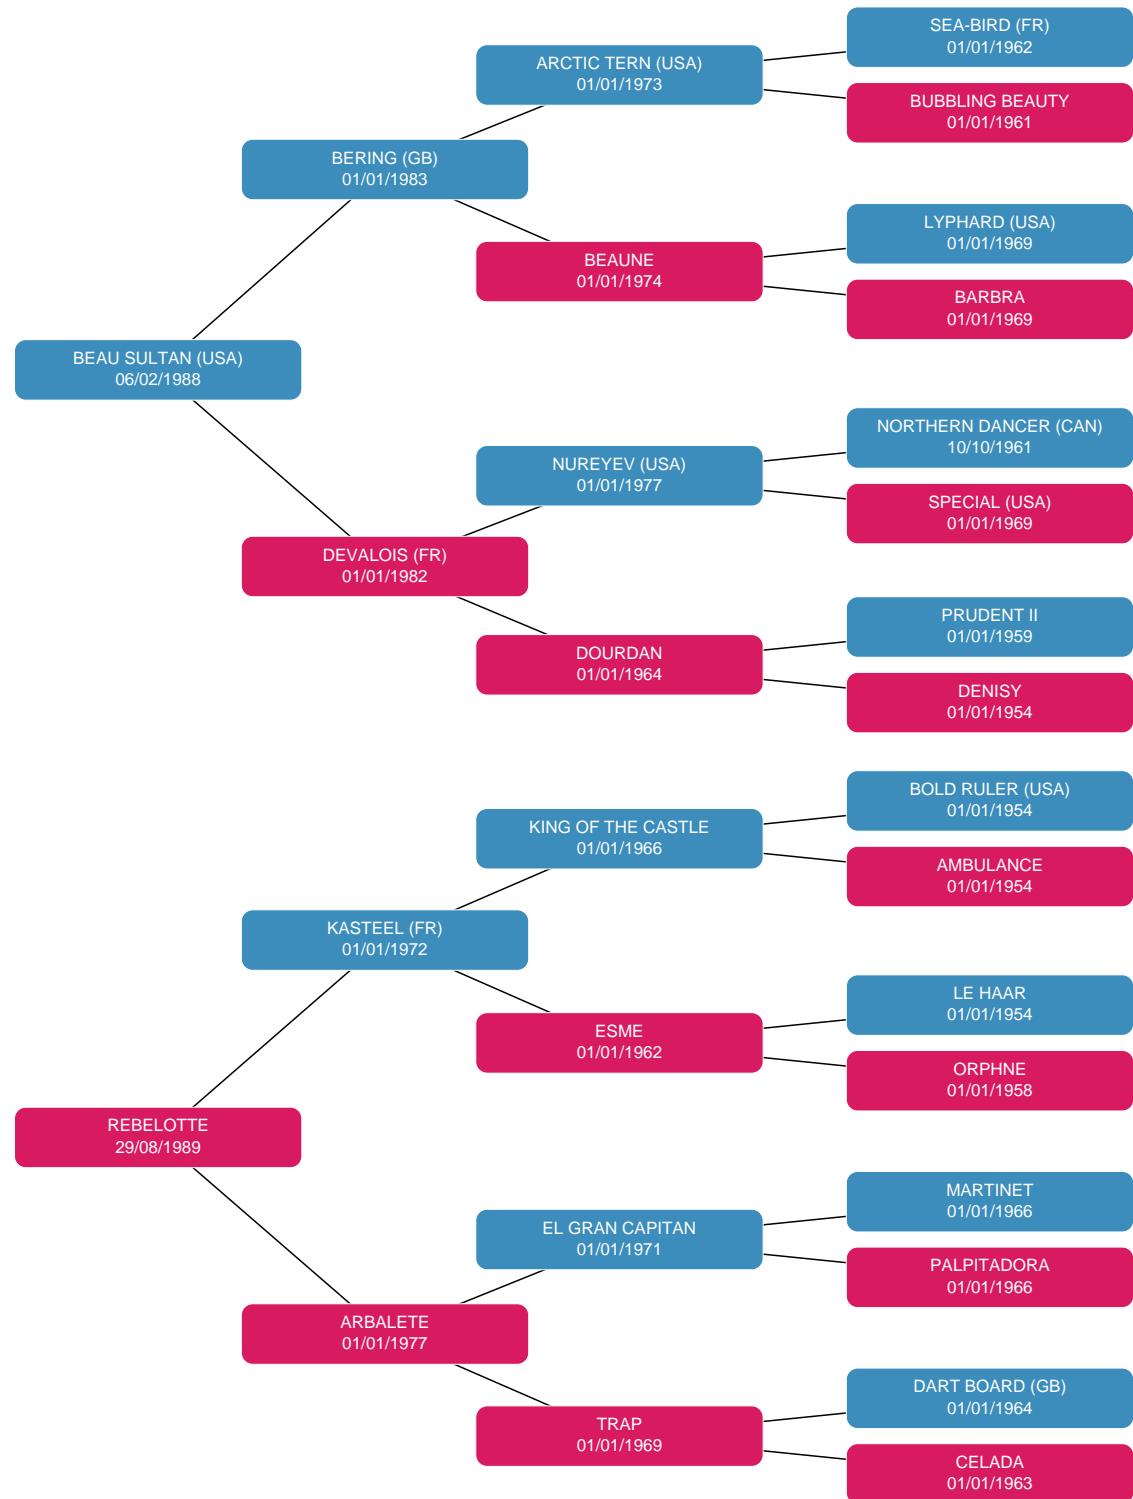 SEA-BIRD (FR)
01/01/1962
ARCTIC TERN (USA)
01/01/1973
BUBBLING BEAUTY
01/01/1961
BERING (GB)
01/01/1983
LYPHARD (USA)
01/01/1969
BEAUNE
01/01/1974
BARBRA
01/01/1969
BEAU SULTAN (USA)
06/02/1988
NORTHERN DANCER (CAN)
10/10/1961
NUREYEV (USA)
01/01/1977
SPECIAL (USA)
01/01/1969
DEVALOIS (FR)
01/01/1982
PRUDENT II
01/01/1959
DOURDAN
01/01/1964
DENISY
01/01/1954
BOLD RULER (USA)
01/01/1954
KING OF THE CASTLE
01/01/1966
AMBULANCE
01/01/1954
KASTEEL (FR)
01/01/1972
LE HAAR
01/01/1954
ESME
01/01/1962
ORPHNE
01/01/1958
REBELOTTE
29/08/1989
MARTINET
01/01/1966
EL GRAN CAPITAN
01/01/1971
PALPITADORA
01/01/1966
ARBALETE
01/01/1977
DART BOARD (GB)
01/01/1964
TRAP
01/01/1969
CELADA
01/01/1963